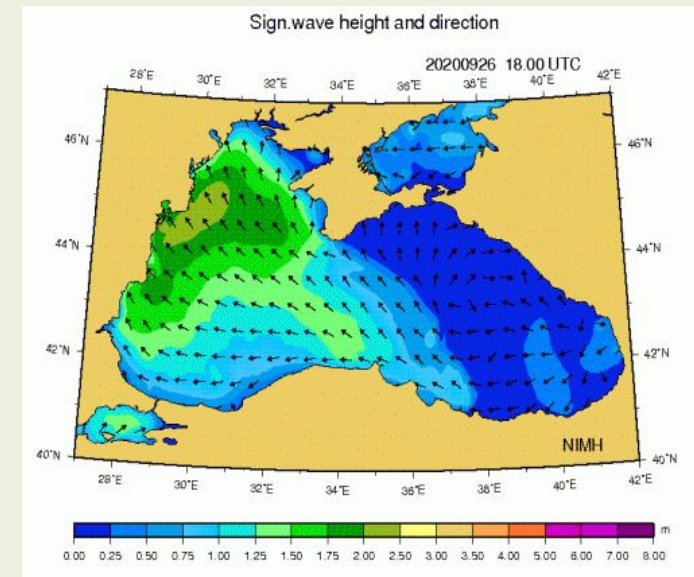 Sign.wave height and direction
20200926 18.00 UTC
28°E 30°E 32°E 34°E 36°E 38°E 40°E 42°E
46°N 46°N
44°N 44°N
42°N 42°N
NIMH
40°N 40°N
28°E 30°E 32°E 34°E 36°E 38°E 40°E 42°E
m
0.00 0.25 0.50 0.75 1.00 1.25 1.50 1.75 2.00 2.50 3.00 3.50 4.00 5.00 6.00 7.00 8.00